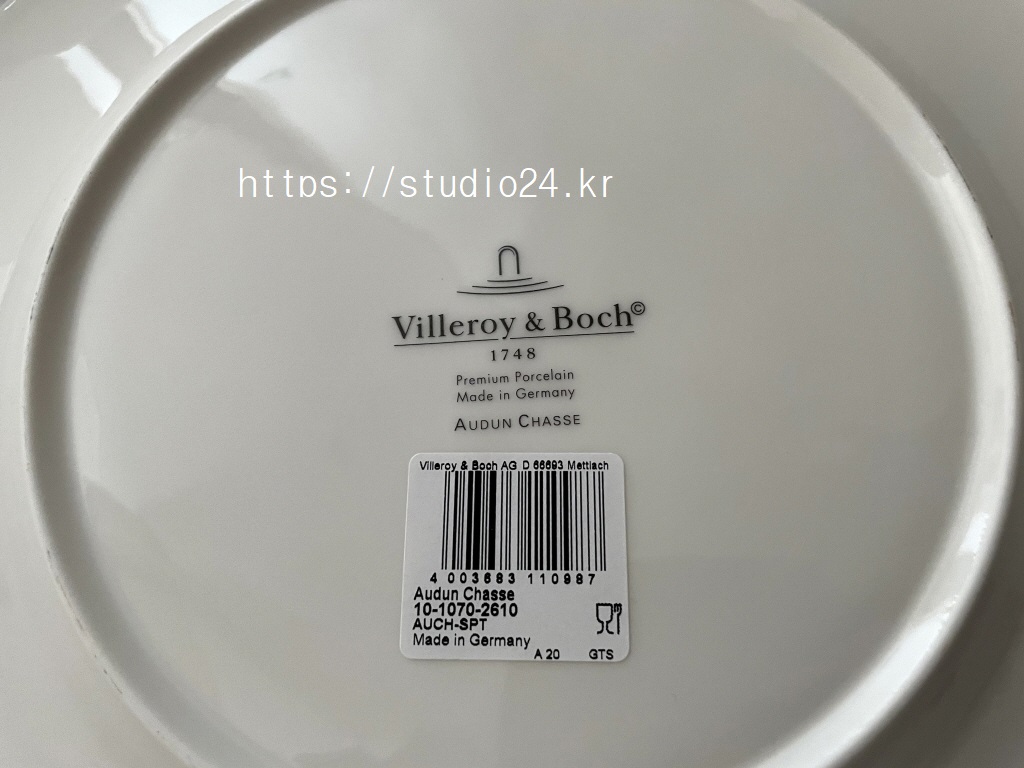 https://studio24.kr
Villeroy & Boch©
1748
Premium Porcelain
Made in Germany
AUDUN CHASSE
Villeroy & Boch AG D 66693 Mettlach
4 003683 110987
Audun Chasse
10-1070-2610
AUCH-SPT
Made in Germany
A 20 GTS